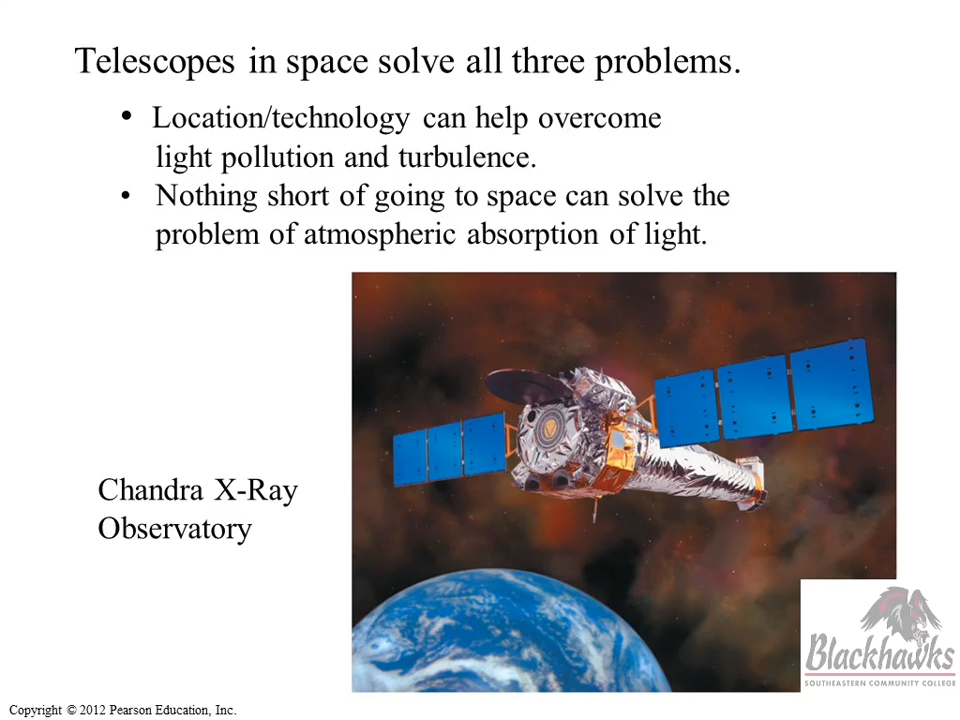 Telescopes in space solve all three problems.
• Location/technology can help overcome
light pollution and turbulence.
• Nothing short of going to space can solve the
problem of atmospheric absorption of light.
Chandra X-Ray
Observatory
Blackhawks
SOUTHEASTERN COMMUNITY COLLEGE
Copyright © 2012 Pearson Education, Inc.